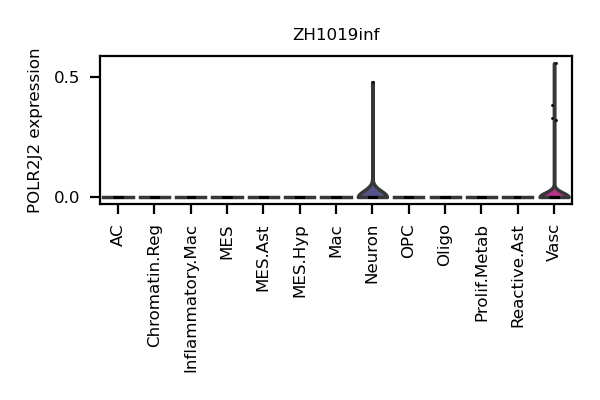 ZH1019inf
POLR2J2 expression
0.5
0.0
AC
Chromatin.Reg
Inflammatory.Mac
MES
MES.Ast
MES.Hyp
Mac
Neuron
OPC
Oligo
Prolif.Metab
Reactive.Ast
Vasc